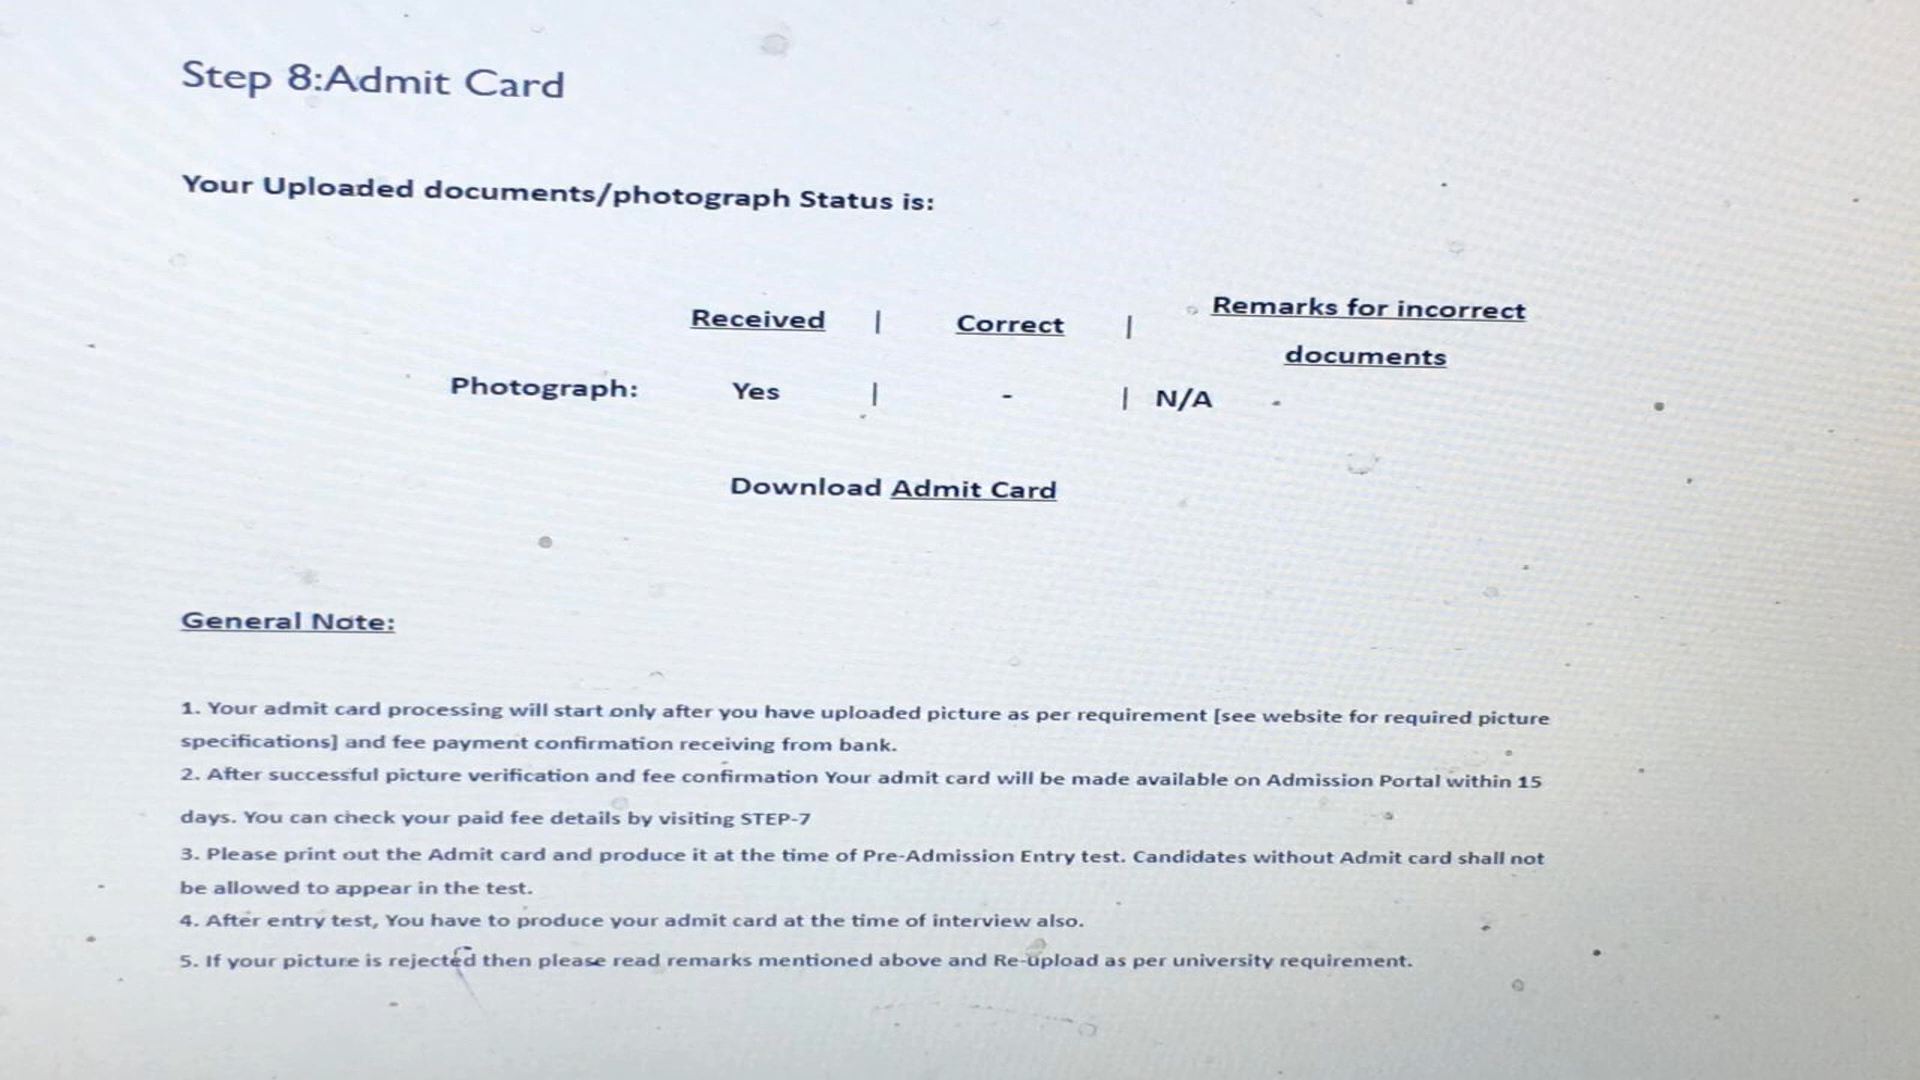 Step 8:Admit Card
Your Uploaded documents/photograph Status is:
Received | Correct | Remarks for incorrect
documents
Photograph: Yes | - | N/A
Download Admit Card
General Note:
1. Your admit card processing will start only after you have uploaded picture as per requirement [see website for required picture
specifications] and fee payment confirmation receiving from bank.
2. After successful picture verification and fee confirmation Your admit card will be made available on Admission Portal within 15
days. You can check your paid fee details by visiting STEP-7
3. Please print out the Admit card and produce it at the time of Pre-Admission Entry test. Candidates without Admit card shall not
be allowed to appear in the test.
4. After entry test, You have to produce your admit card at the time of interview also.
5. If your picture is rejected then please read remarks mentioned above and Re-upload as per university requirement.